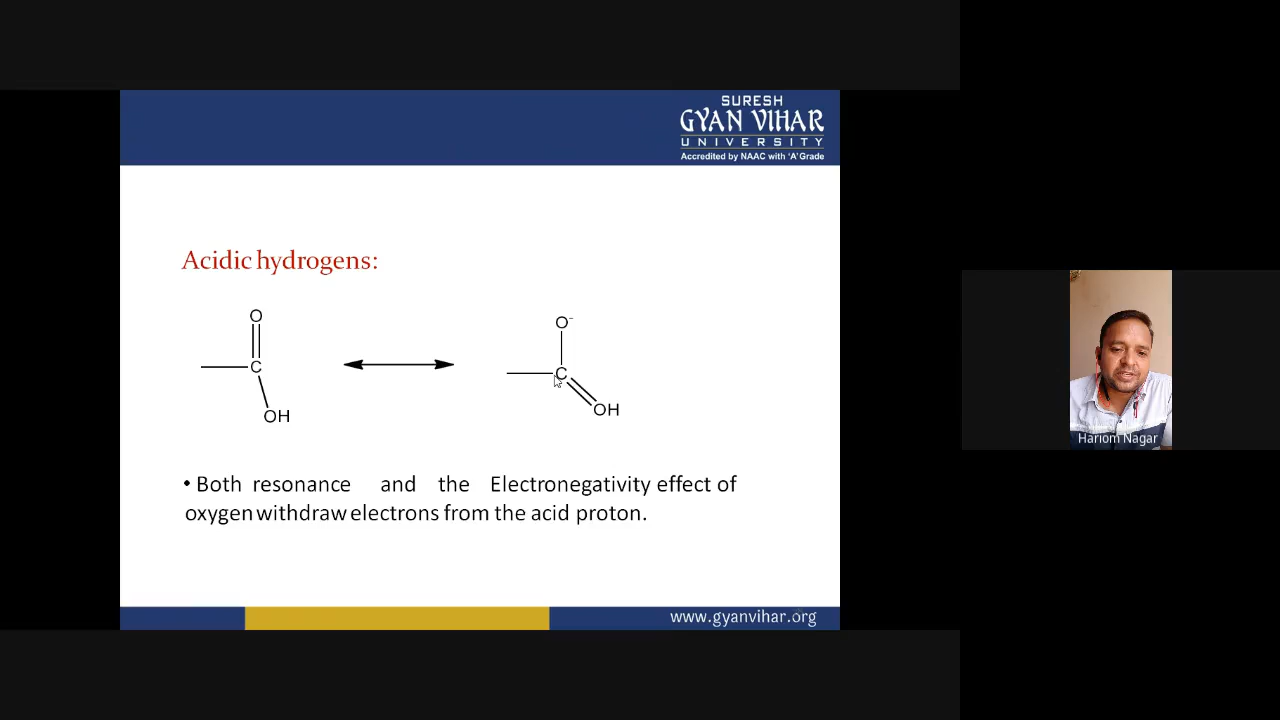 SURESH
GYAN VIHAR
UNIVERSITY
Accredited by NAAC with 'A' Grade
Acidic hydrogens:
O
C
OH
O⁻
C
OH
• Both resonance and the Electronegativity effect of
oxygen withdraw electrons from the acid proton.
Hariom Nagar
www.gyanvihar.org